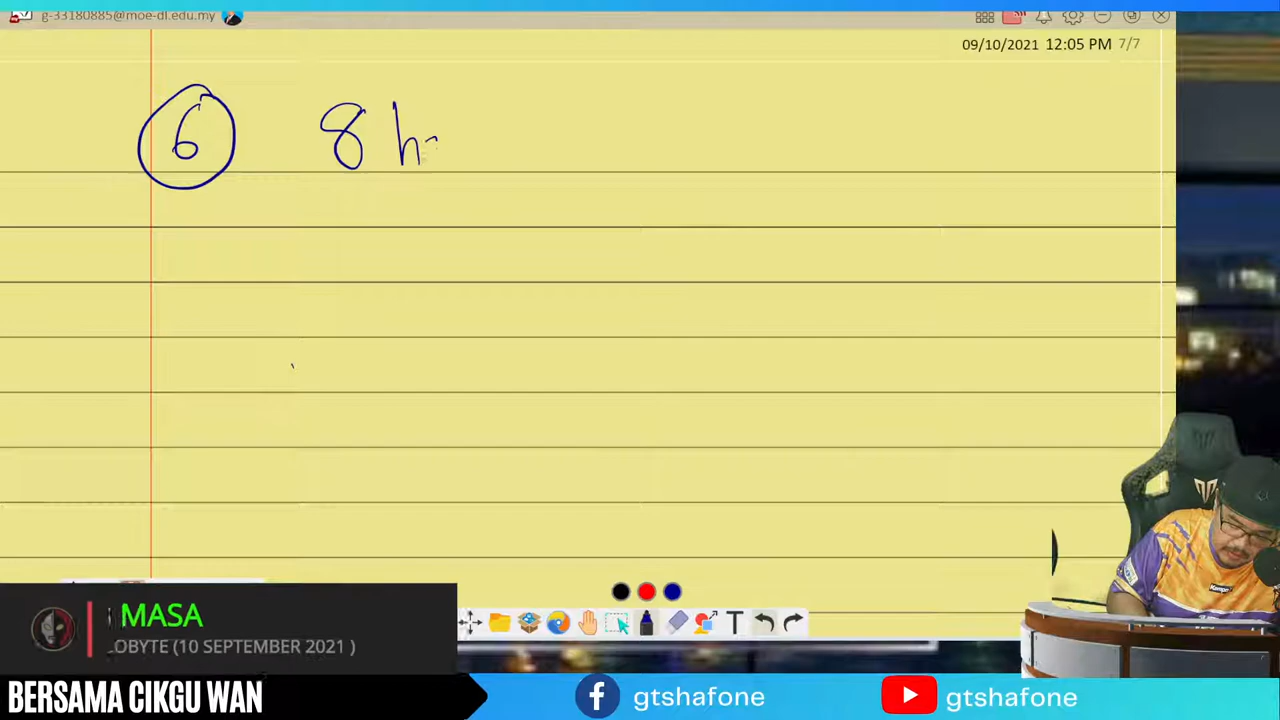 g-33180885@moe-dl.edu.my
09/10/2021 12:05 PM 7/7
6 8 h
MASA
OBYTE (10 SEPTEMBER 2021 )
T
BERSAMA CIKGU WAN
gtshafone
gtshafone